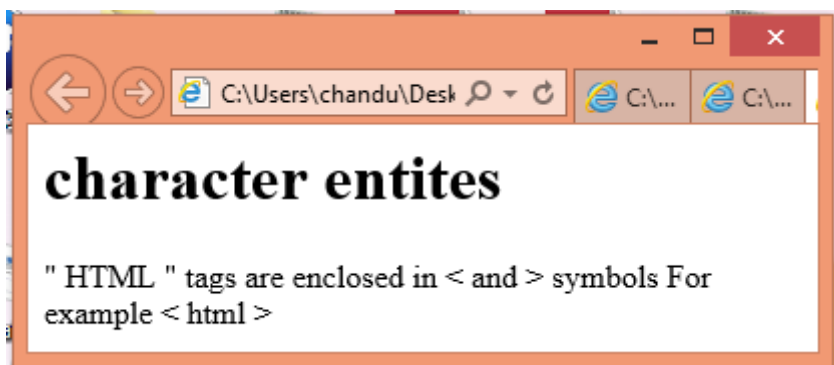 C:\Users\chandu\Desk
C:\...
C:\...
character entites
" HTML " tags are enclosed in < and > symbols For
example < html >